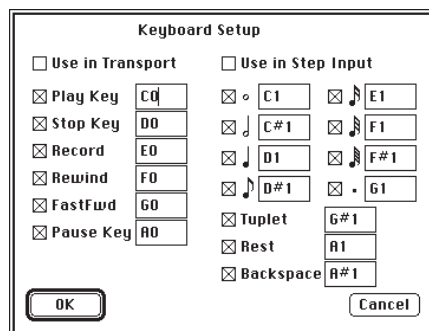 Keyboard Setup
Use in Transport
Use in Step Input
Play Key C0
Stop Key D0
Record E0
Rewind F0
FastFwd G0
Pause Key A0
C1 E1
C#1 F1
D1 F#1
D#1 G1
Tuplet G#1
Rest A1
Backspace A#1
OK
Cancel